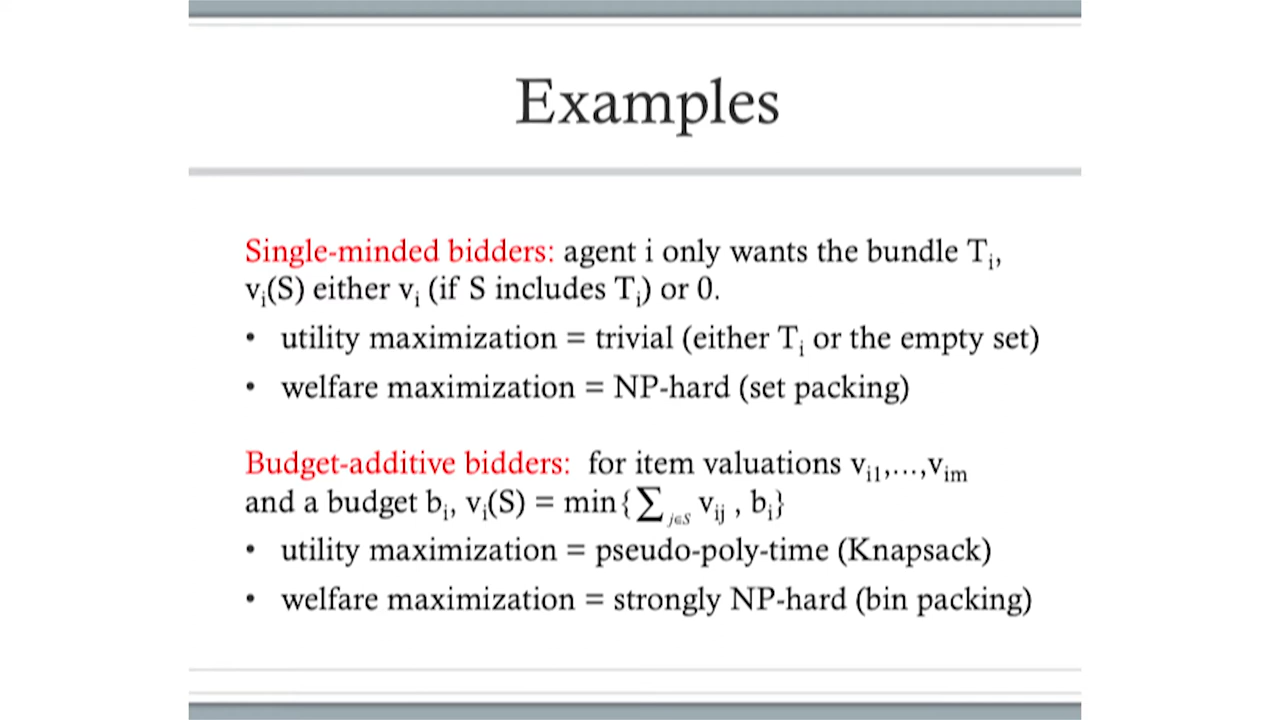 Examples
Single-minded bidders: agent i only wants the bundle Tᵢ,
vᵢ(S) either vᵢ (if S includes Tᵢ) or 0.
• utility maximization = trivial (either Tᵢ or the empty set)
• welfare maximization = NP-hard (set packing)
Budget-additive bidders: for item valuations vᵢ₁,…,vᵢₘ
and a budget bᵢ, vᵢ(S) = min{∑ⱼ∈S vᵢⱼ , bᵢ}
• utility maximization = pseudo-poly-time (Knapsack)
• welfare maximization = strongly NP-hard (bin packing)